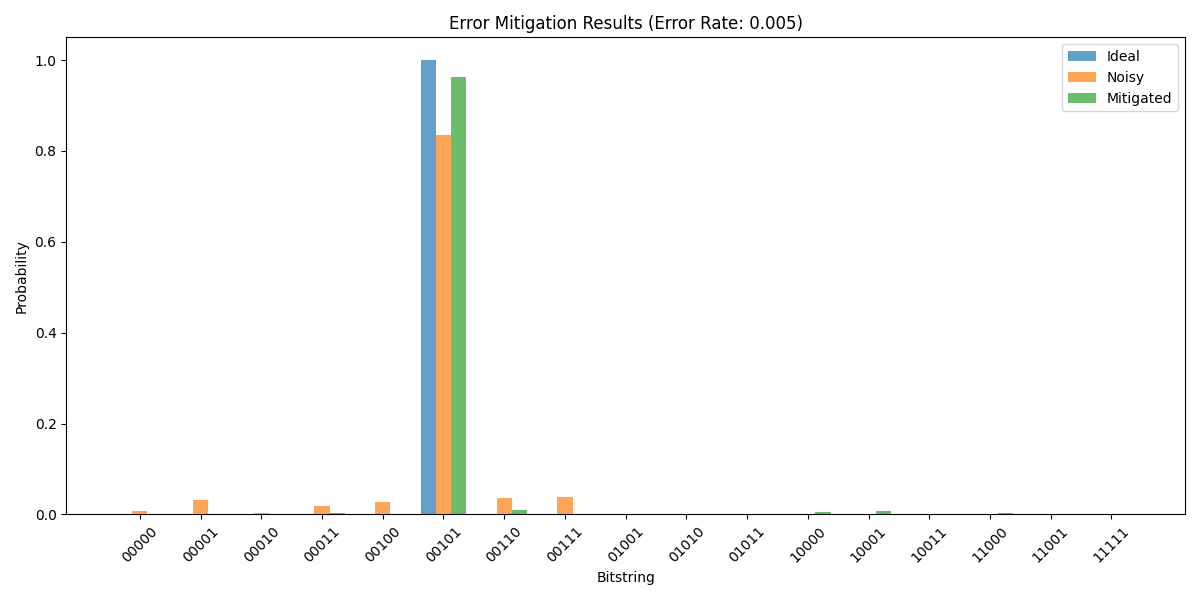 Error Mitigation Results (Error Rate: 0.005)
Ideal
Noisy
Mitigated
Probability
1.0
0.8
0.6
0.4
0.2
0.0
00000 00001 00010 00011 00100 00101 00110 00111 01001 01010 01011 10000 10001 10011 11000 11001 11111
Bitstring